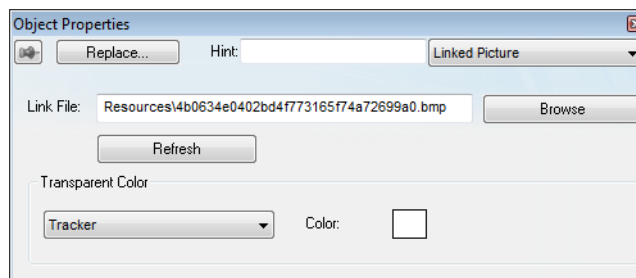 Object Properties
Replace... Hint: Linked Picture
Link File: Resources\4b0634e0402bd4f773165f74a72699a0.bmp Browse
Refresh
Transparent Color
Tracker Color: